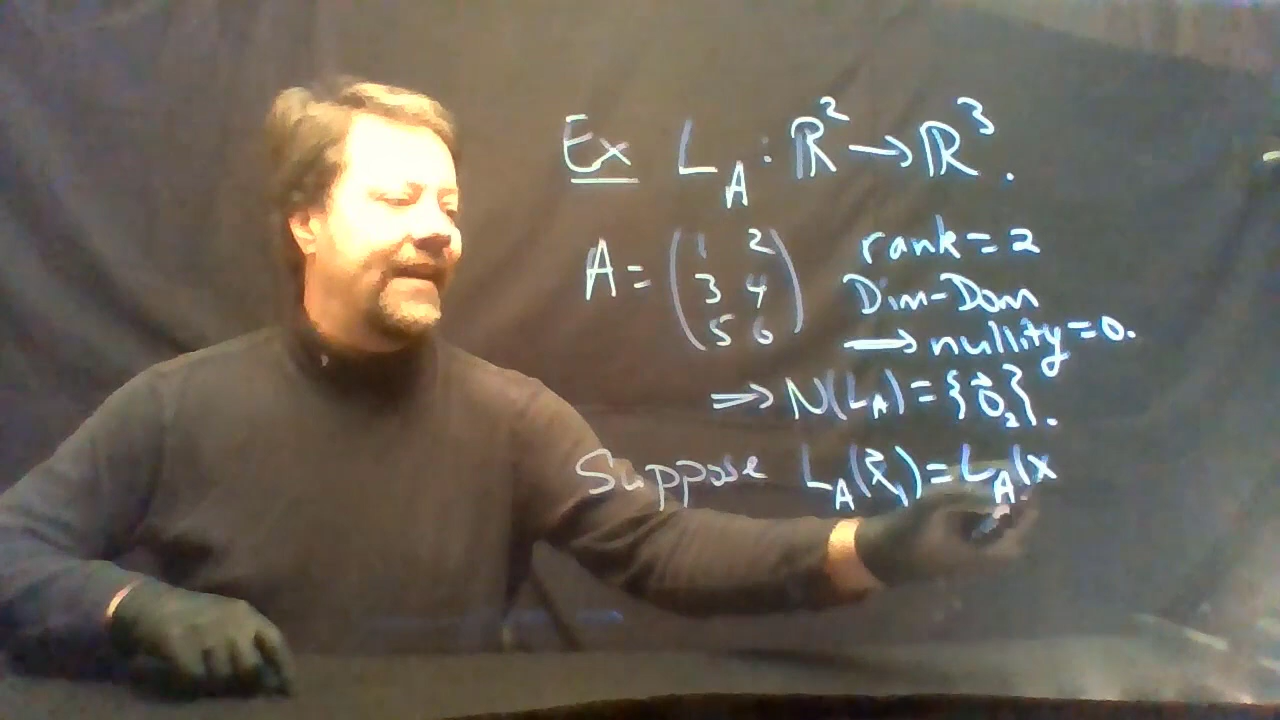 Ex L_A : ℝ² → ℝ³.
A = (1 2
3 4
5 6)
rank = 2
Dim-Dom
→ nullity = 0.
⇒ N(L_A) = {0⃗₂}.
Suppose L_A(x⃗₁) = L_A(x